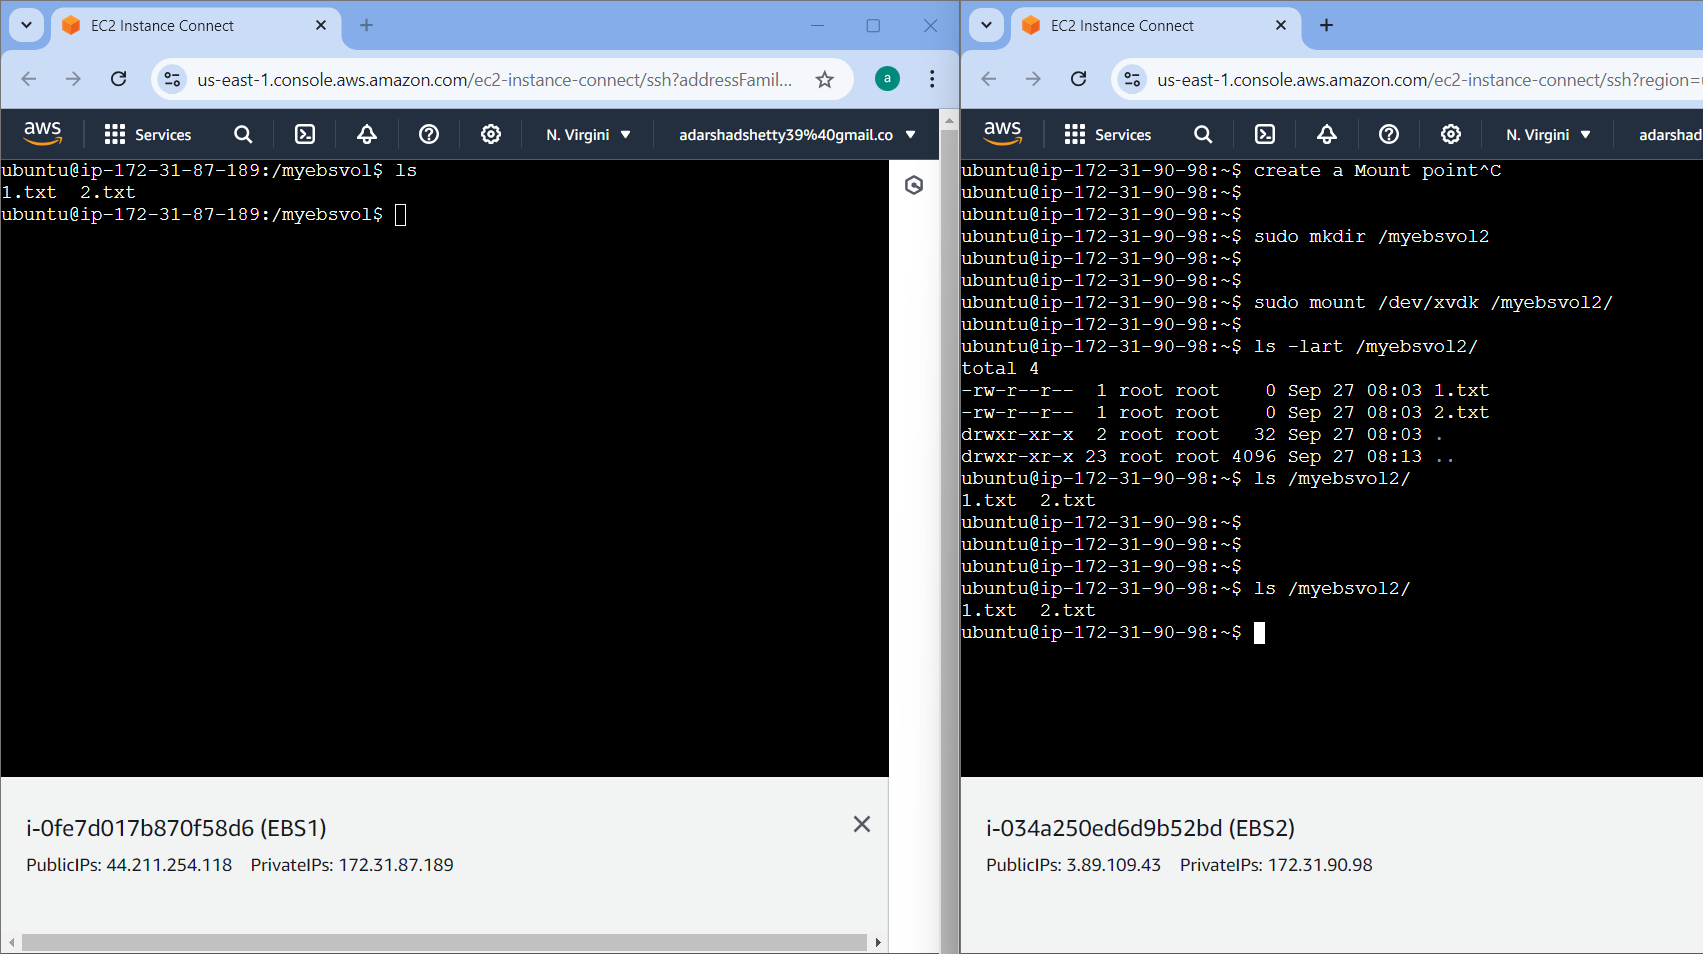 EC2 Instance Connect
us-east-1.console.aws.amazon.com/ec2-instance-connect/ssh?addressFamil...
a
aws
Services
N. Virgini
adarshadshetty39%40gmail.co
ubuntu@ip-172-31-87-189:/myebsvol$ ls
1.txt  2.txt
ubuntu@ip-172-31-87-189:/myebsvol$
i-0fe7d017b870f58d6 (EBS1)
PublicIPs: 44.211.254.118 PrivateIPs: 172.31.87.189
EC2 Instance Connect
us-east-1.console.aws.amazon.com/ec2-instance-connect/ssh?region=
aws
Services
N. Virgini
adarshad
ubuntu@ip-172-31-90-98:~$ create a Mount point^C
ubuntu@ip-172-31-90-98:~$
ubuntu@ip-172-31-90-98:~$
ubuntu@ip-172-31-90-98:~$ sudo mkdir /myebsvol2
ubuntu@ip-172-31-90-98:~$
ubuntu@ip-172-31-90-98:~$
ubuntu@ip-172-31-90-98:~$ sudo mount /dev/xvdk /myebsvol2/
ubuntu@ip-172-31-90-98:~$
ubuntu@ip-172-31-90-98:~$ ls -lart /myebsvol2/
total 4
-rw-r--r--  1 root root    0 Sep 27 08:03 1.txt
-rw-r--r--  1 root root    0 Sep 27 08:03 2.txt
drwxr-xr-x  2 root root   32 Sep 27 08:03 .
drwxr-xr-x 23 root root 4096 Sep 27 08:13 ..
ubuntu@ip-172-31-90-98:~$ ls /myebsvol2/
1.txt  2.txt
ubuntu@ip-172-31-90-98:~$
ubuntu@ip-172-31-90-98:~$
ubuntu@ip-172-31-90-98:~$
ubuntu@ip-172-31-90-98:~$ ls /myebsvol2/
1.txt  2.txt
ubuntu@ip-172-31-90-98:~$
i-034a250ed6d9b52bd (EBS2)
PublicIPs: 3.89.109.43 PrivateIPs: 172.31.90.98